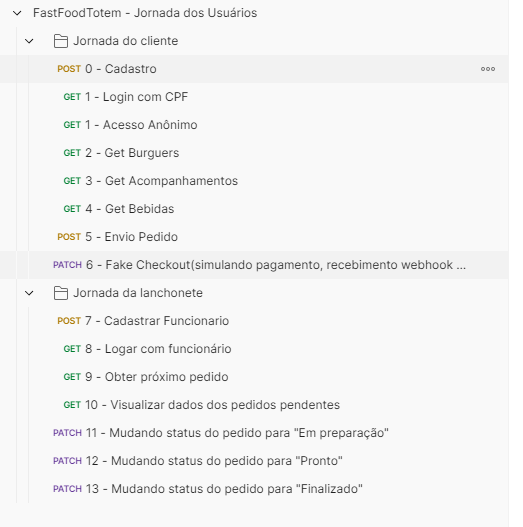 FastFoodTotem - Jornada dos Usuários
Jornada do cliente
POST 0 - Cadastro
GET 1 - Login com CPF
GET 1 - Acesso Anônimo
GET 2 - Get Burguers
GET 3 - Get Acompanhamentos
GET 4 - Get Bebidas
POST 5 - Envio Pedido
PATCH 6 - Fake Checkout(simulando pagamento, recebimento webhook ...
Jornada da lanchonete
POST 7 - Cadastrar Funcionario
GET 8 - Logar com funcionário
GET 9 - Obter próximo pedido
GET 10 - Visualizar dados dos pedidos pendentes
PATCH 11 - Mudando status do pedido para "Em preparação"
PATCH 12 - Mudando status do pedido para "Pronto"
PATCH 13 - Mudando status do pedido para "Finalizado"